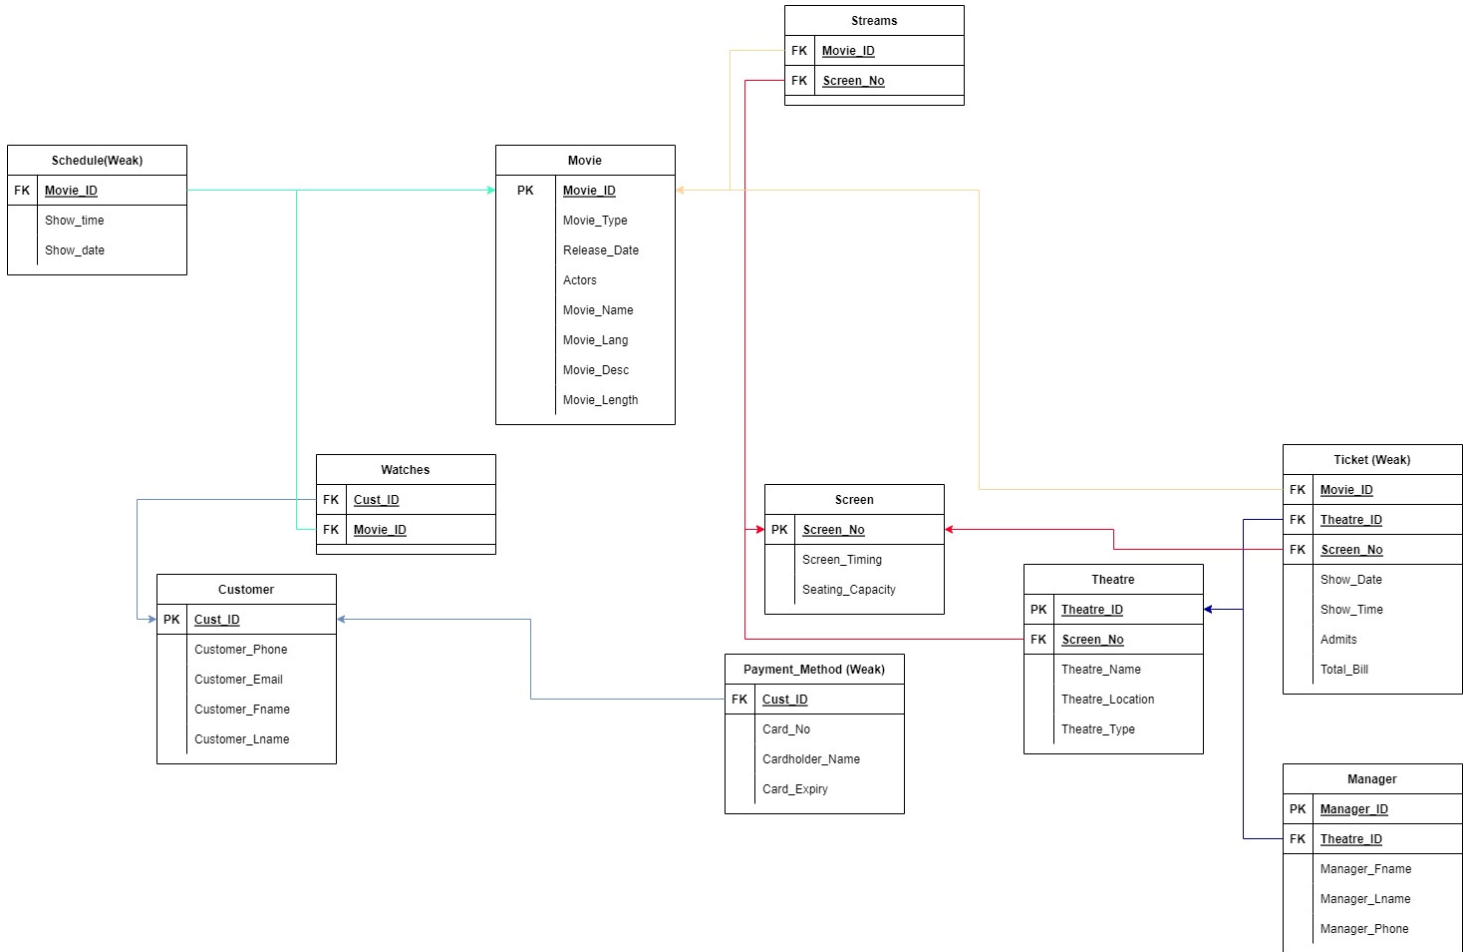 Streams
FK Movie_ID
FK Screen_No
Schedule(Weak)
FK Movie_ID
Show_time
Show_date
Movie
PK Movie_ID
Movie_Type
Release_Date
Actors
Movie_Name
Movie_Lang
Movie_Desc
Movie_Length
Watches
FK Cust_ID
FK Movie_ID
Screen
PK Screen_No
Screen_Timing
Seating_Capacity
Ticket (Weak)
FK Movie_ID
FK Theatre_ID
FK Screen_No
Show_Date
Show_Time
Admits
Total_Bill
Customer
PK Cust_ID
Customer_Phone
Customer_Email
Customer_Fname
Customer_Lname
Theatre
PK Theatre_ID
FK Screen_No
Theatre_Name
Theatre_Location
Theatre_Type
Payment_Method (Weak)
FK Cust_ID
Card_No
Cardholder_Name
Card_Expiry
Manager
PK Manager_ID
FK Theatre_ID
Manager_Fname
Manager_Lname
Manager_Phone